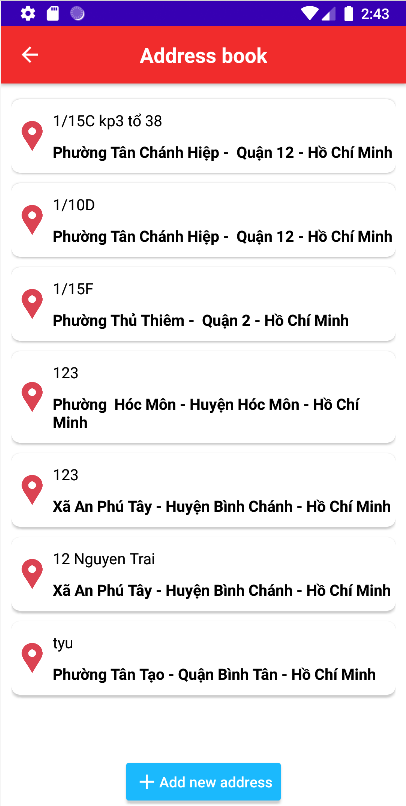 2:43
Address book
1/15C kp3 tổ 38
Phường Tân Chánh Hiệp -  Quận 12 - Hồ Chí Minh
1/10D
Phường Tân Chánh Hiệp -  Quận 12 - Hồ Chí Minh
1/15F
Phường Thủ Thiêm -  Quận 2 - Hồ Chí Minh
123
Phường  Hóc Môn - Huyện Hóc Môn - Hồ Chí
Minh
123
Xã An Phú Tây - Huyện Bình Chánh - Hồ Chí Minh
12 Nguyen Trai
Xã An Phú Tây - Huyện Bình Chánh - Hồ Chí Minh
tyu
Phường Tân Tạo - Quận Bình Tân - Hồ Chí Minh
Add new address